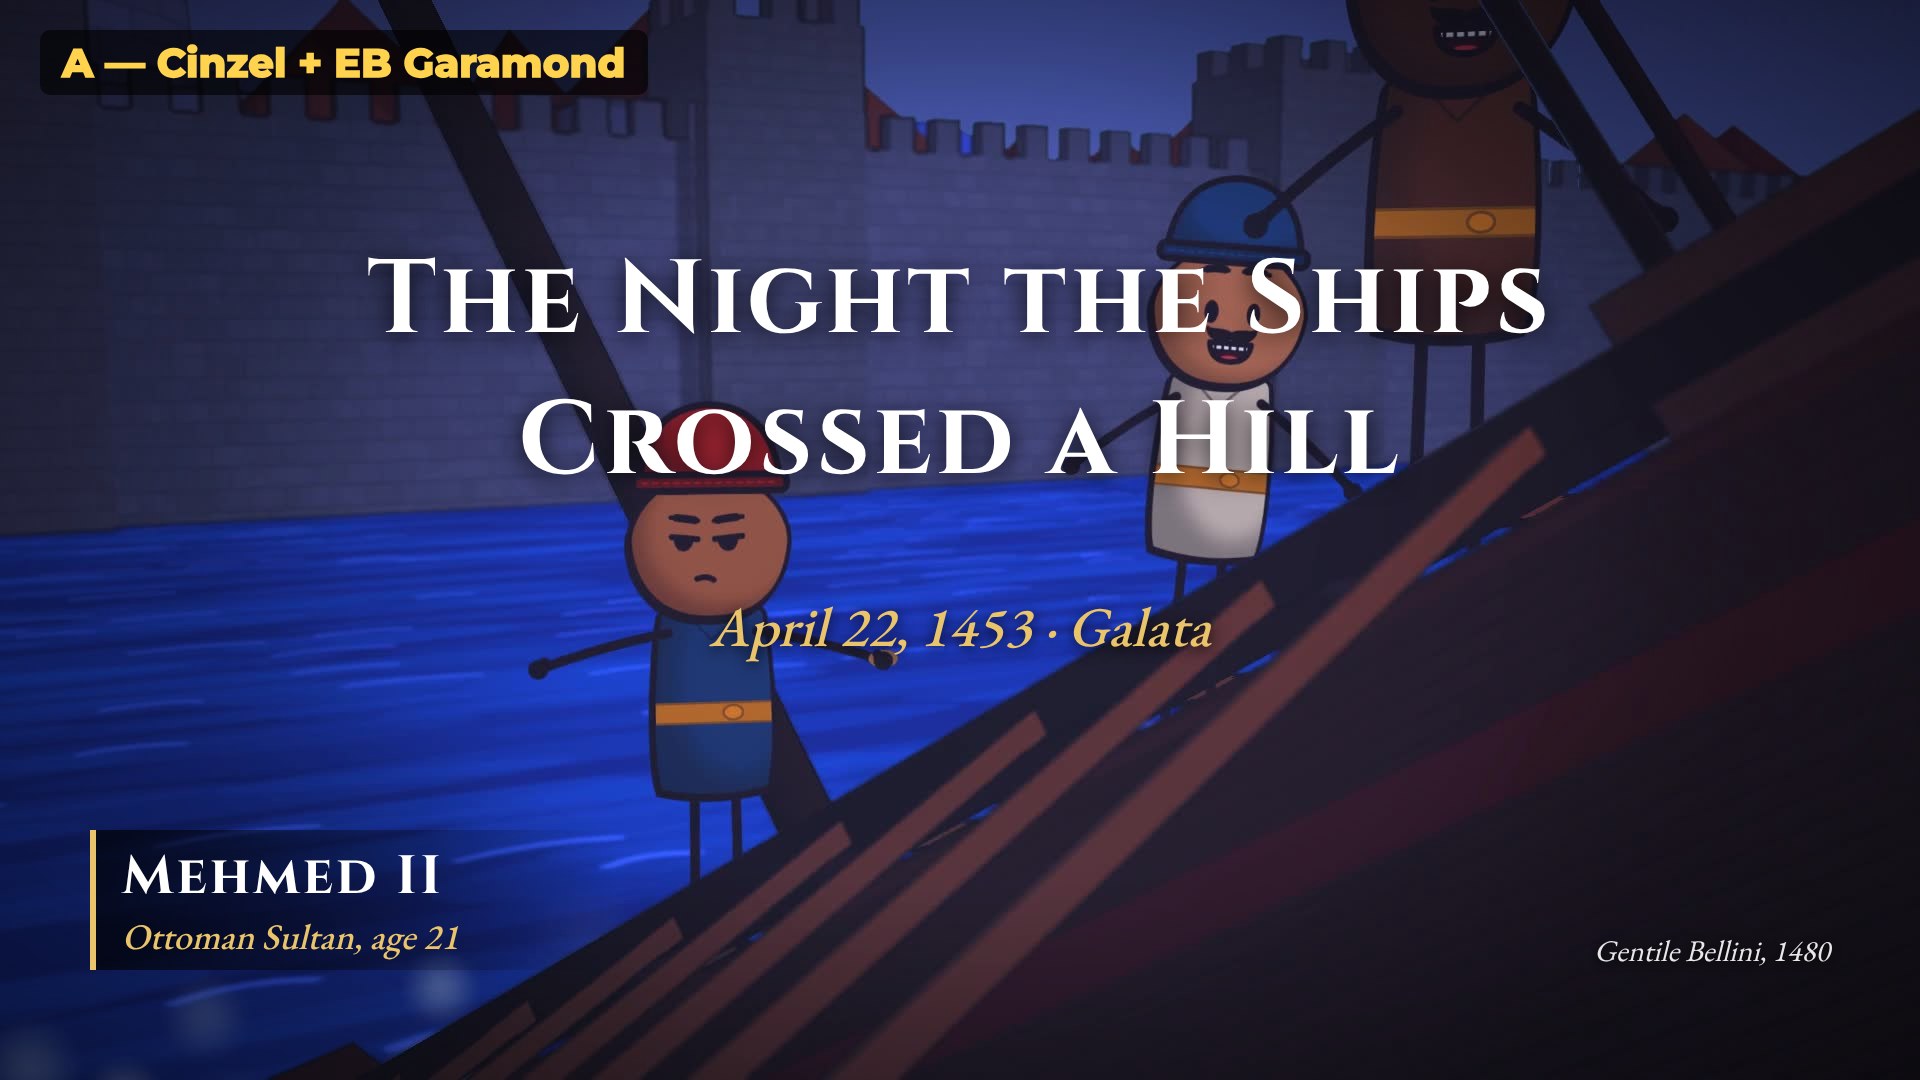 A — Cinzel + EB Garamond
The Night the Ships
Crossed a Hill
April 22, 1453 · Galata
Mehmed II
Ottoman Sultan, age 21
Gentile Bellini, 1480